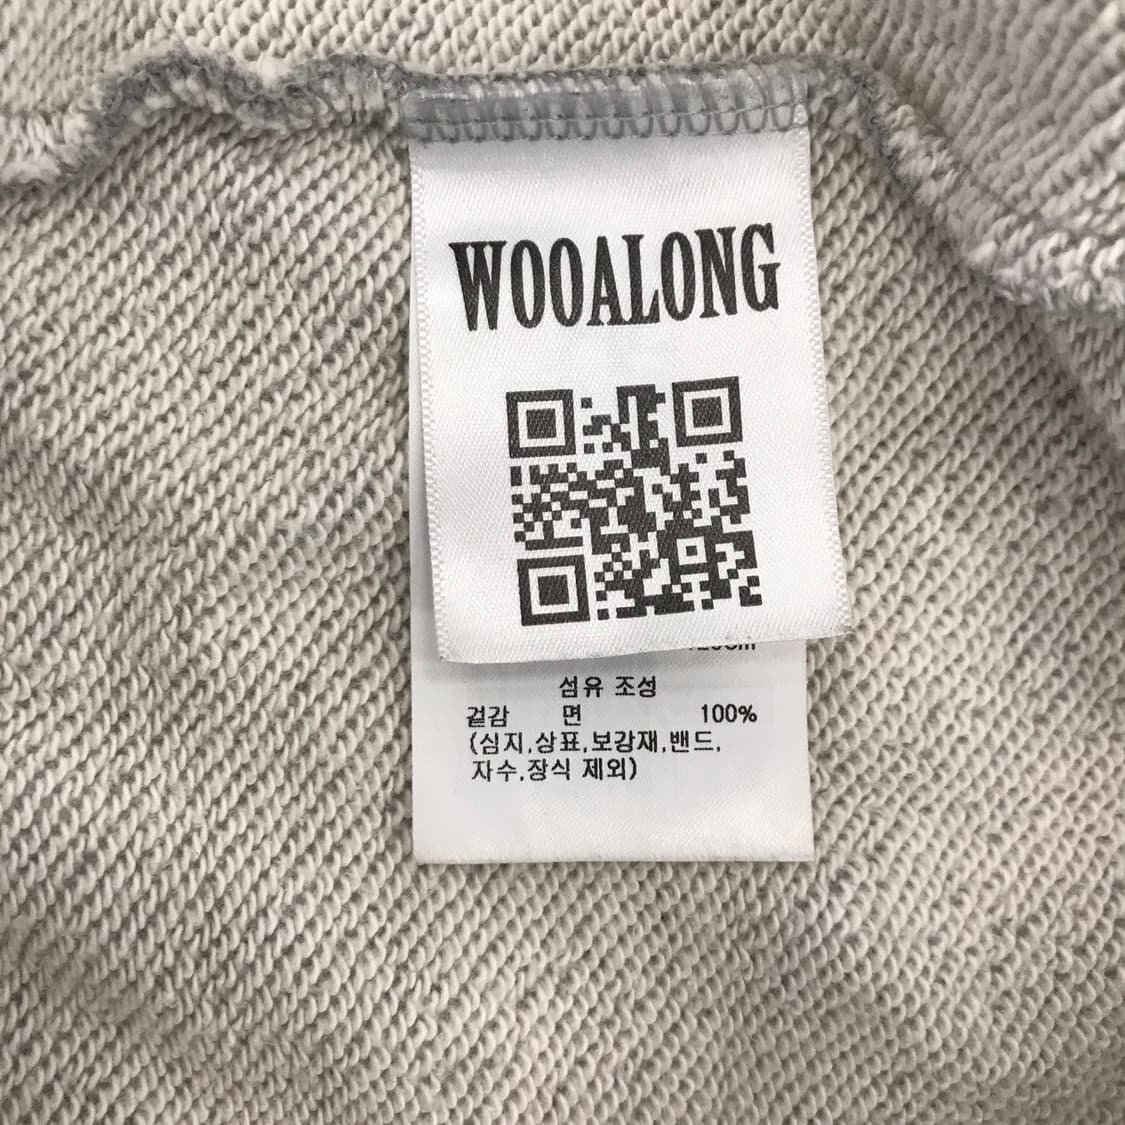 WOOALONG
섬유 조성
겉감 면 100%
(심지,상표,보강재,밴드,
자수,장식 제외)